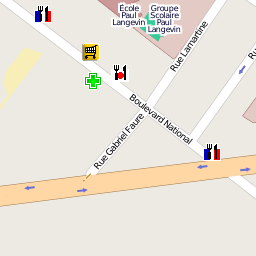 École
Paul
Langevin
Groupe
Scolaire
Paul
Langevin
Rue Lamartine
Boulevard National
Rue Gabriel Faure